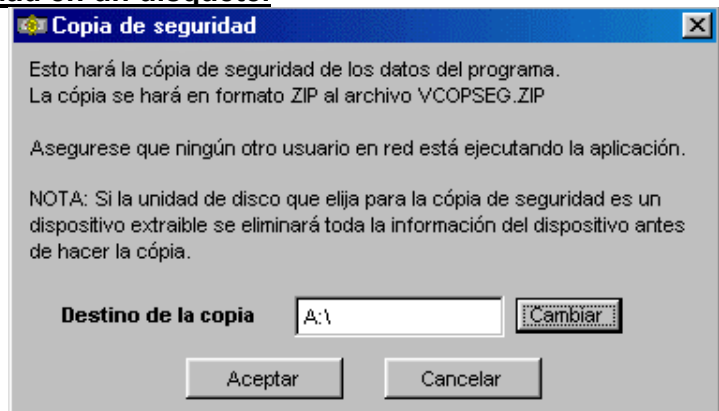 en un disquete.
Copia de seguridad
Esto hará la cópia de seguridad de los datos del programa.
La cópia se hará en formato ZIP al archivo VCOPSEG.ZIP
Asegurese que ningún otro usuario en red está ejecutando la aplicación.
NOTA: Si la unidad de disco que elija para la cópia de seguridad es un
dispositivo extraible se eliminará toda la información del dispositivo antes
de hacer la cópia.
Destino de la copia A:\ Cambiar
Aceptar Cancelar